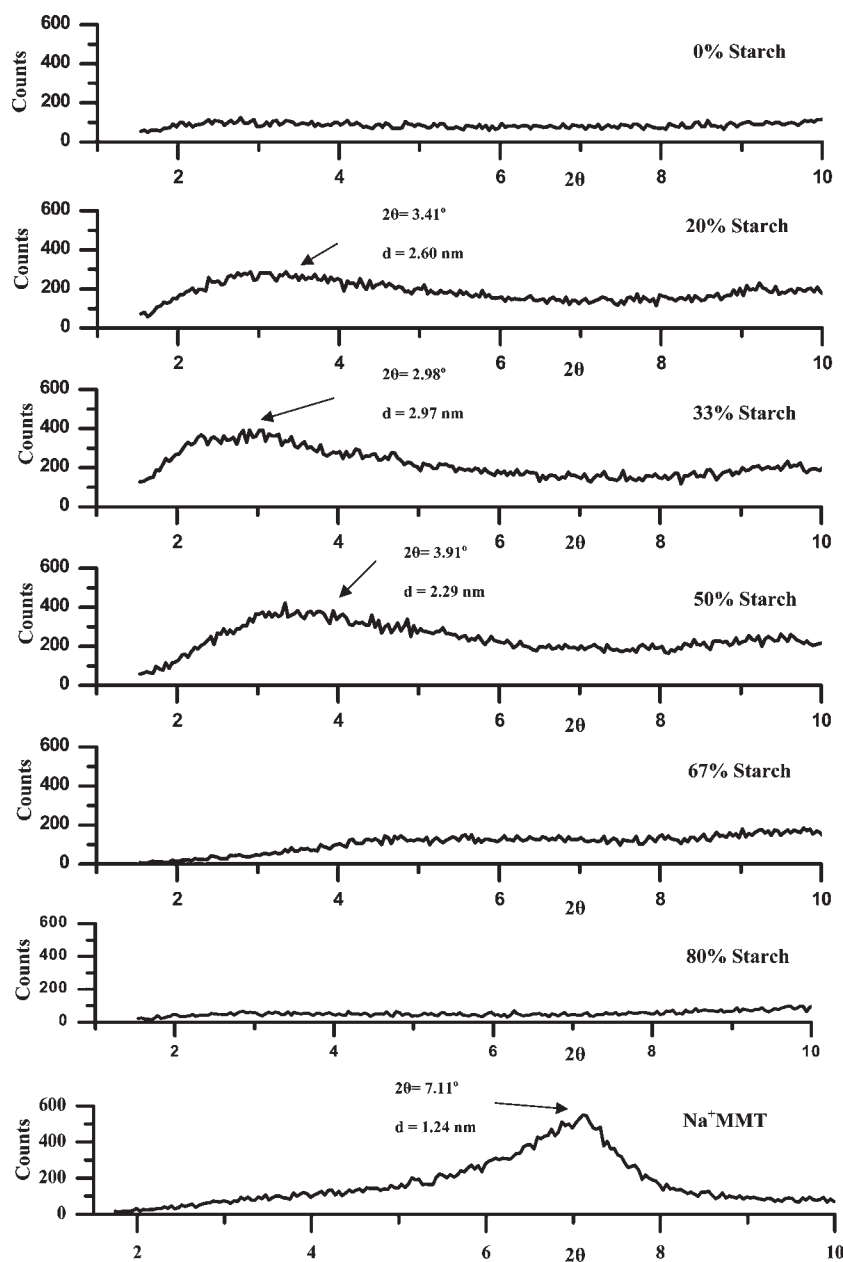 600
0% Starch
400
Counts
200
0
2 4 6 2θ 8 10
600
2θ= 3.41°
20% Starch
400
d = 2.60 nm
Counts
200
0
2 4 6 2θ 8 10
600
2θ= 2.98°
33% Starch
400
d = 2.97 nm
Counts
200
0
2 4 6 2θ 8 10
600
2θ= 3.91°
50% Starch
400
d = 2.29 nm
Counts
200
0
2 4 6 2θ 8 10
600
67% Starch
400
Counts
200
0
2 4 6 2θ 8 10
600
80% Starch
400
Counts
200
0
2 4 6 2θ 8 10
2θ= 7.11°
600
d = 1.24 nm
Na⁺MMT
400
Counts
200
0
2 4 6 2θ 8 10